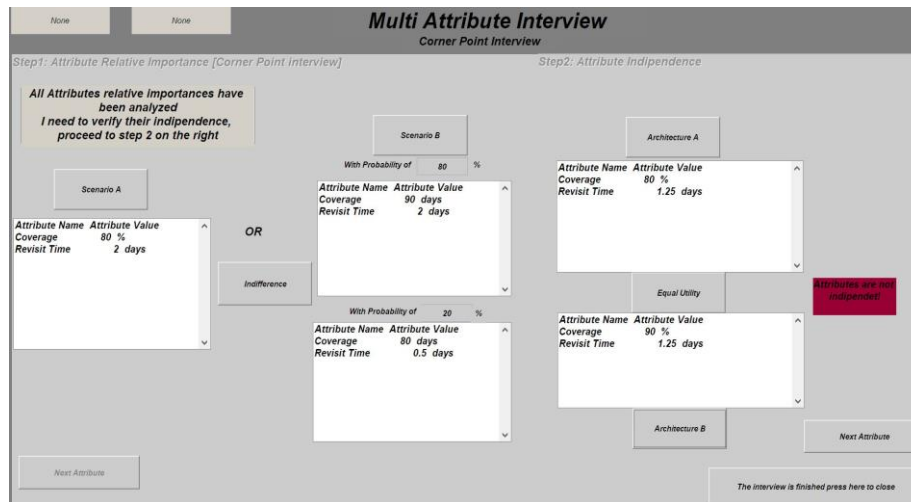 None
None
Multi Attribute Interview
Corner Point Interview
Step1: Attribute Relative Importance [Corner Point interview]
All Attributes relative importances have
been analyzed
I need to verify their indipendence,
proceed to step 2 on the right
Scenario A
Attribute Name Attribute Value
Coverage 80 %
Revisit Time 2 days
OR
Indifference
Scenario B
With Probability of 80 %
Attribute Name Attribute Value
Coverage 90 days
Revisit Time 2 days
With Probability of 20 %
Attribute Name Attribute Value
Coverage 80 days
Revisit Time 0.5 days
Next Attribute
Step2: Attribute Indipendence
Architecture A
Attribute Name Attribute Value
Coverage 80 %
Revisit Time 1.25 days
Equal Utility
Attributes are not
indipendet!
Attribute Name Attribute Value
Coverage 90 %
Revisit Time 1.25 days
Architecture B
Next Attribute
The interview is finished press here to close